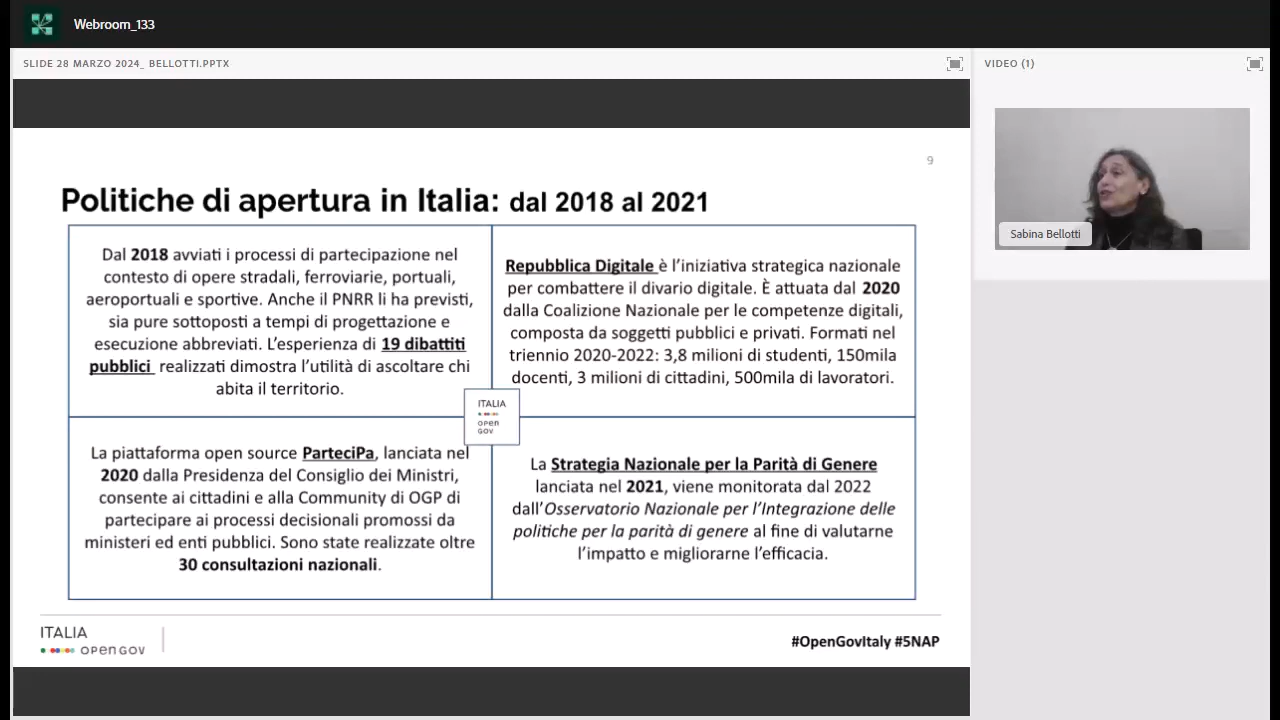 Webroom_133
SLIDE 28 MARZO 2024_ BELLOTTI.PPTX
VIDEO (1)
9
Politiche di apertura in Italia: dal 2018 al 2021
Dal 2018 avviati i processi di partecipazione nel
contesto di opere stradali, ferroviarie, portuali,
aeroportuali e sportive. Anche il PNRR li ha previsti,
sia pure sottoposti a tempi di progettazione e
esecuzione abbreviati. L'esperienza di 19 dibattiti
pubblici realizzati dimostra l'utilità di ascoltare chi
abita il territorio.
Repubblica Digitale è l'iniziativa strategica nazionale
per combattere il divario digitale. È attuata dal 2020
dalla Coalizione Nazionale per le competenze digitali,
composta da soggetti pubblici e privati. Formati nel
triennio 2020-2022: 3,8 milioni di studenti, 150mila
docenti, 3 milioni di cittadini, 500mila di lavoratori.
ITALIA
open
gov
La piattaforma open source ParteciPa, lanciata nel
2020 dalla Presidenza del Consiglio dei Ministri,
consente ai cittadini e alla Community di OGP di
partecipare ai processi decisionali promossi da
ministeri ed enti pubblici. Sono state realizzate oltre
30 consultazioni nazionali.
La Strategia Nazionale per la Parità di Genere
lanciata nel 2021, viene monitorata dal 2022
dall'Osservatorio Nazionale per l'Integrazione delle
politiche per la parità di genere al fine di valutarne
l'impatto e migliorarne l'efficacia.
ITALIA
open gov
#OpenGovItaly #5NAP
Sabina Bellotti